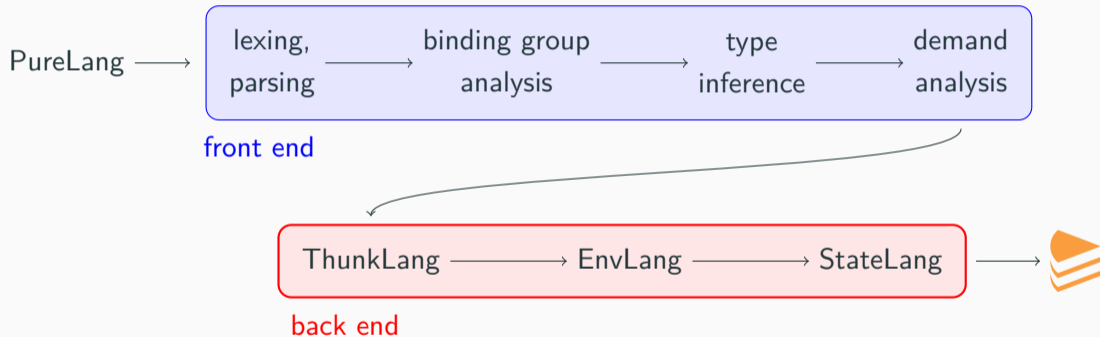 PureLang
lexing,
parsing
binding group
analysis
type
inference
demand
analysis
front end
ThunkLang
EnvLang
StateLang
back end